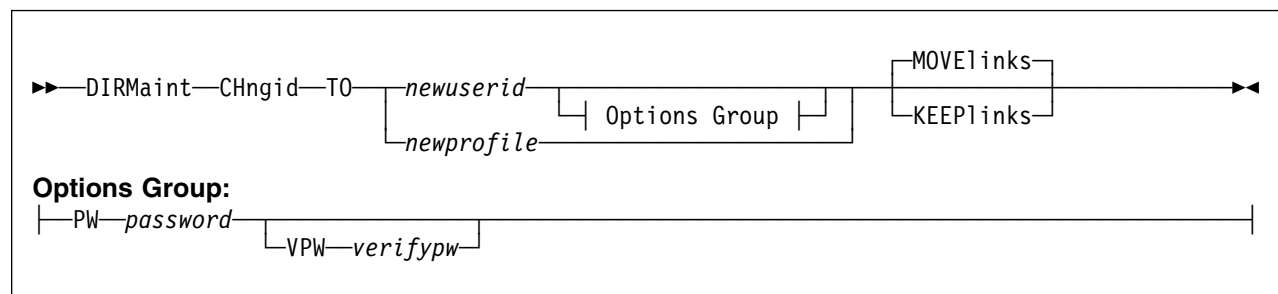 MOVElinks
►►──DIRMaint──CHngid──TO── newuserid ──┤ Options Group ├── ►◄
newprofile
KEEPlinks
Options Group:
├──PW──password── ──┤
VPW──verifypw